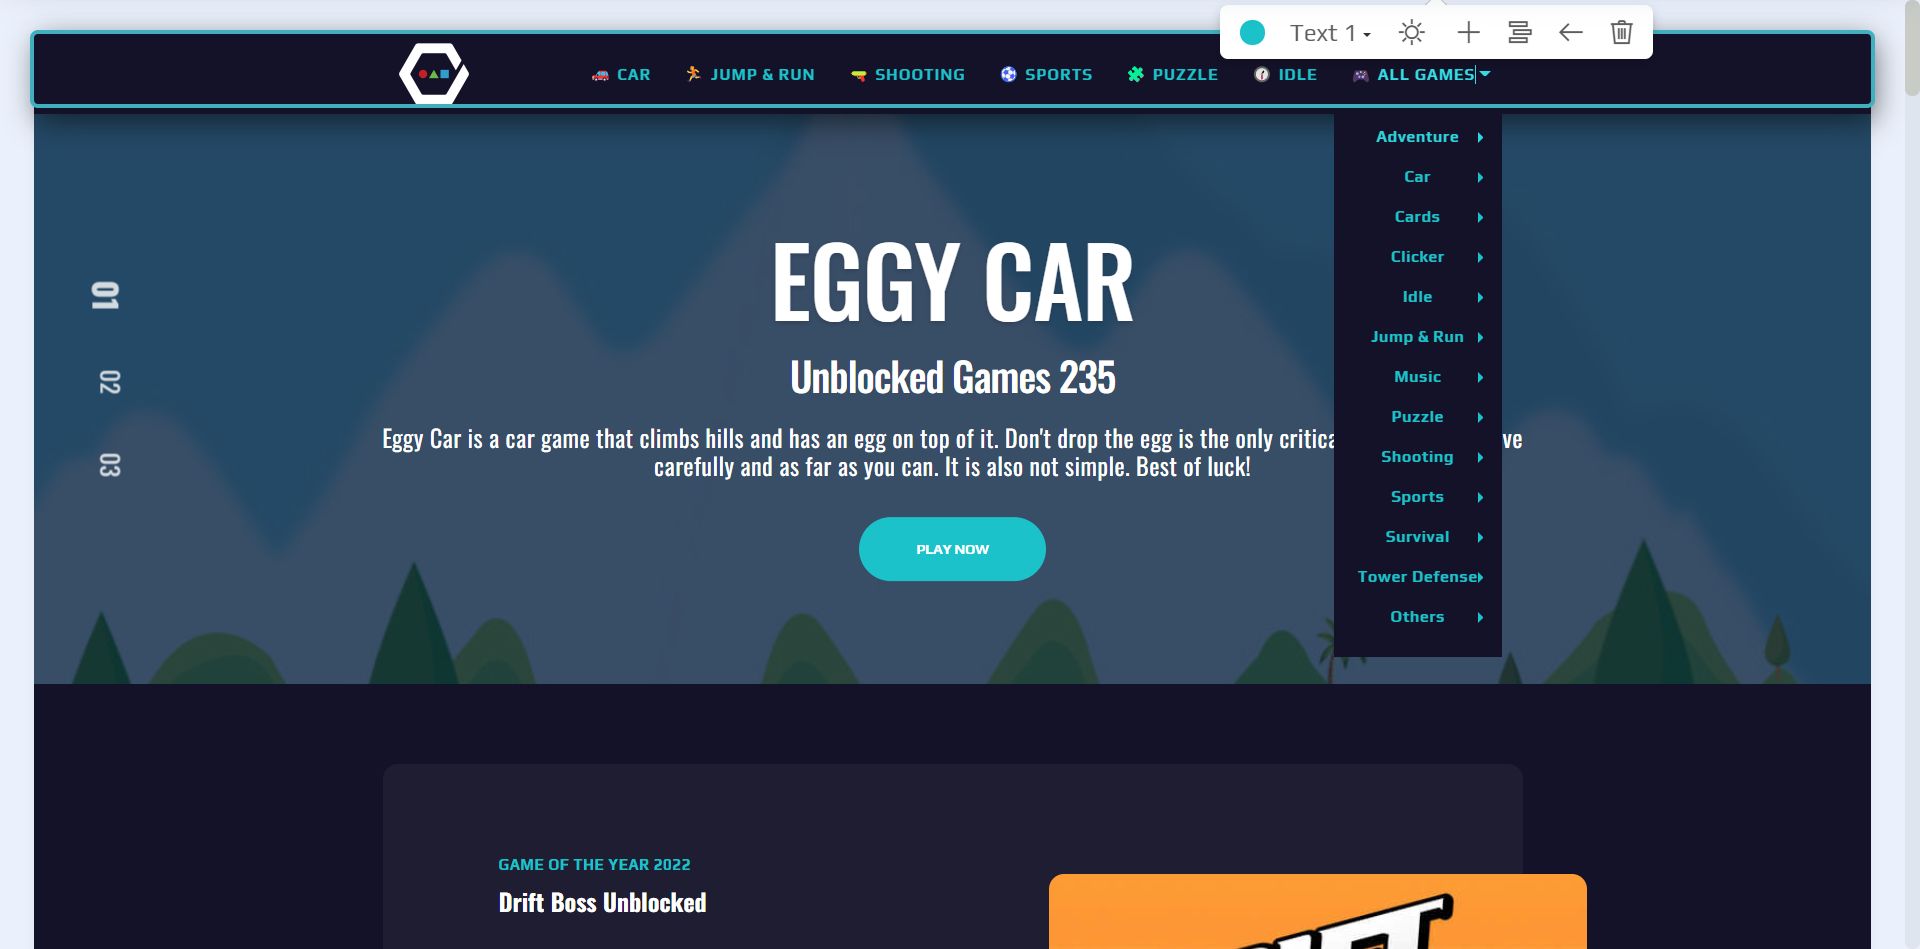 Text 1
CAR
JUMP & RUN
SHOOTING
SPORTS
PUZZLE
IDLE
ALL GAMES
Adventure
Car
Cards
Clicker
Idle
Jump & Run
Music
Puzzle
Shooting
Sports
Survival
Tower Defense
Others
01
02
03
EGGY CAR
Unblocked Games 235
Eggy Car is a car game that climbs hills and has an egg on top of it. Don't drop the egg is the only
carefully and as far as you can. It is also not simple. Best of luck!
PLAY NOW
GAME OF THE YEAR 2022
Drift Boss Unblocked